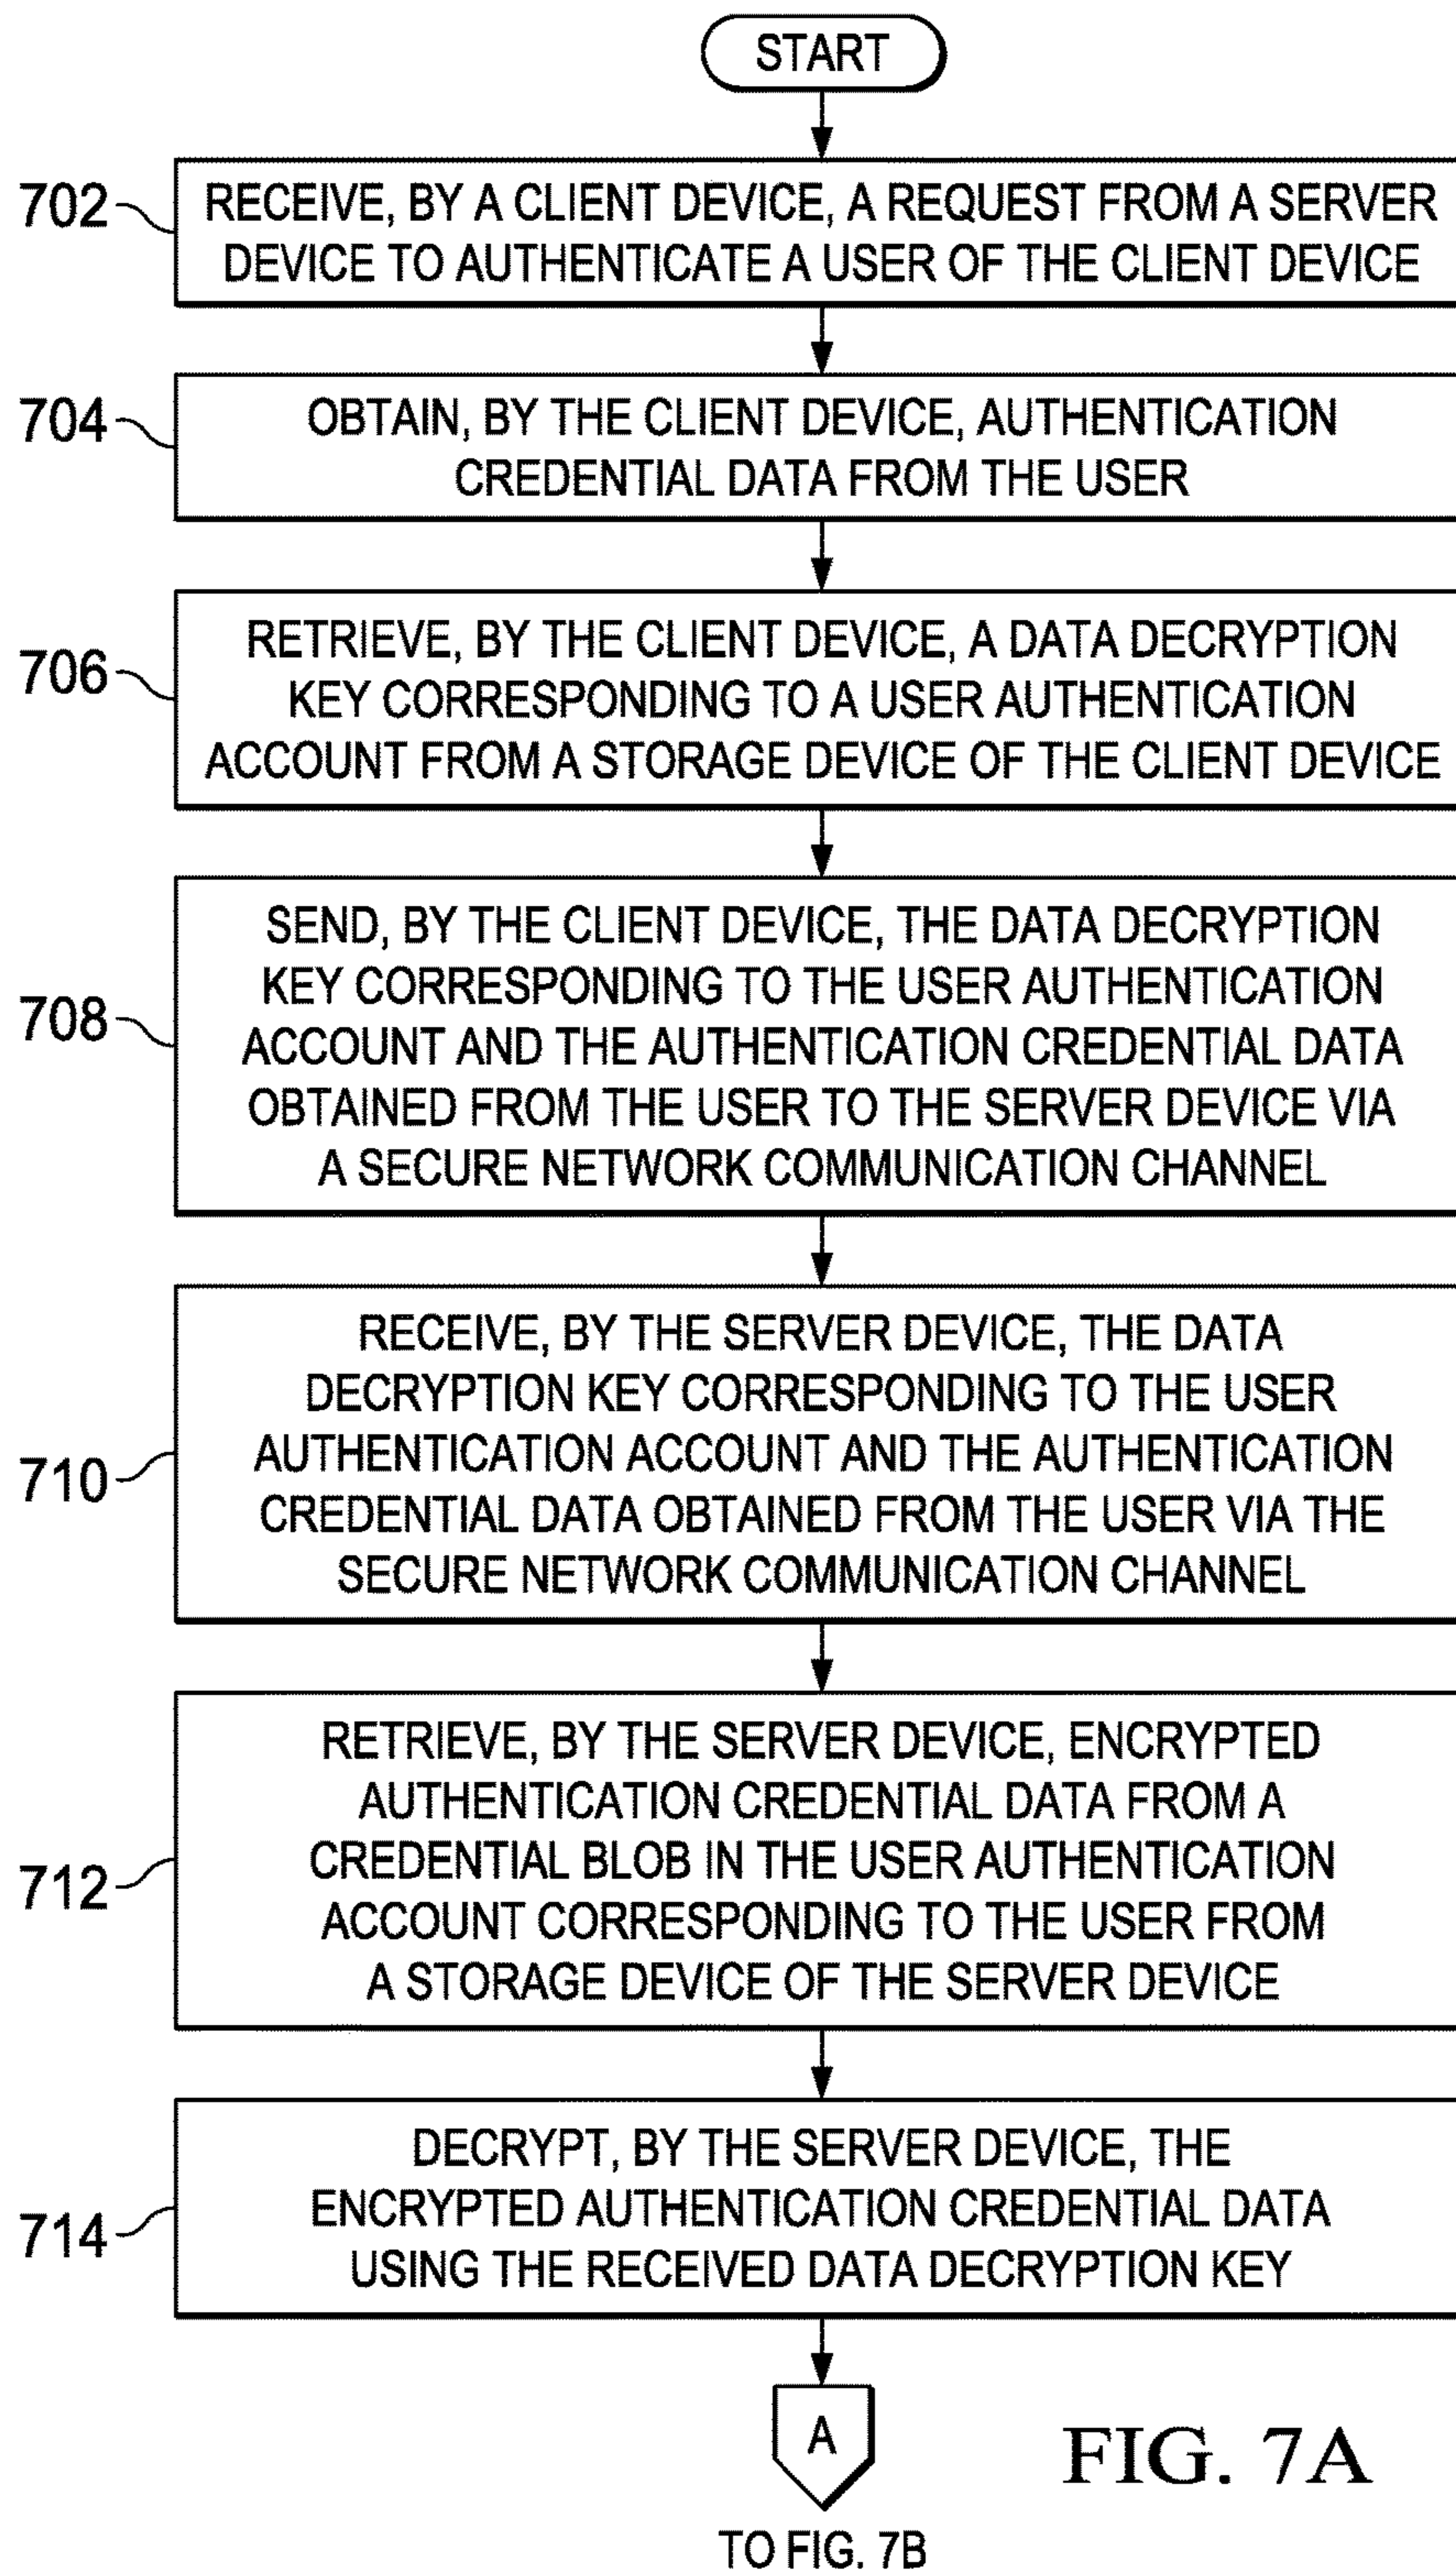 START
702
RECEIVE, BY A CLIENT DEVICE, A REQUEST FROM A SERVER
DEVICE TO AUTHENTICATE A USER OF THE CLIENT DEVICE
704
OBTAIN, BY THE CLIENT DEVICE, AUTHENTICATION
CREDENTIAL DATA FROM THE USER
706
RETRIEVE, BY THE CLIENT DEVICE, A DATA DECRYPTION
KEY CORRESPONDING TO A USER AUTHENTICATION
ACCOUNT FROM A STORAGE DEVICE OF THE CLIENT DEVICE
708
SEND, BY THE CLIENT DEVICE, THE DATA DECRYPTION
KEY CORRESPONDING TO THE USER AUTHENTICATION
ACCOUNT AND THE AUTHENTICATION CREDENTIAL DATA
OBTAINED FROM THE USER TO THE SERVER DEVICE VIA
A SECURE NETWORK COMMUNICATION CHANNEL
710
RECEIVE, BY THE SERVER DEVICE, THE DATA
DECRYPTION KEY CORRESPONDING TO THE USER
AUTHENTICATION ACCOUNT AND THE AUTHENTICATION
CREDENTIAL DATA OBTAINED FROM THE USER VIA THE
SECURE NETWORK COMMUNICATION CHANNEL
712
RETRIEVE, BY THE SERVER DEVICE, ENCRYPTED
AUTHENTICATION CREDENTIAL DATA FROM A
CREDENTIAL BLOB IN THE USER AUTHENTICATION
ACCOUNT CORRESPONDING TO THE USER FROM
A STORAGE DEVICE OF THE SERVER DEVICE
714
DECRYPT, BY THE SERVER DEVICE, THE
ENCRYPTED AUTHENTICATION CREDENTIAL DATA
USING THE RECEIVED DATA DECRYPTION KEY
A
FIG. 7A
TO FIG. 7B